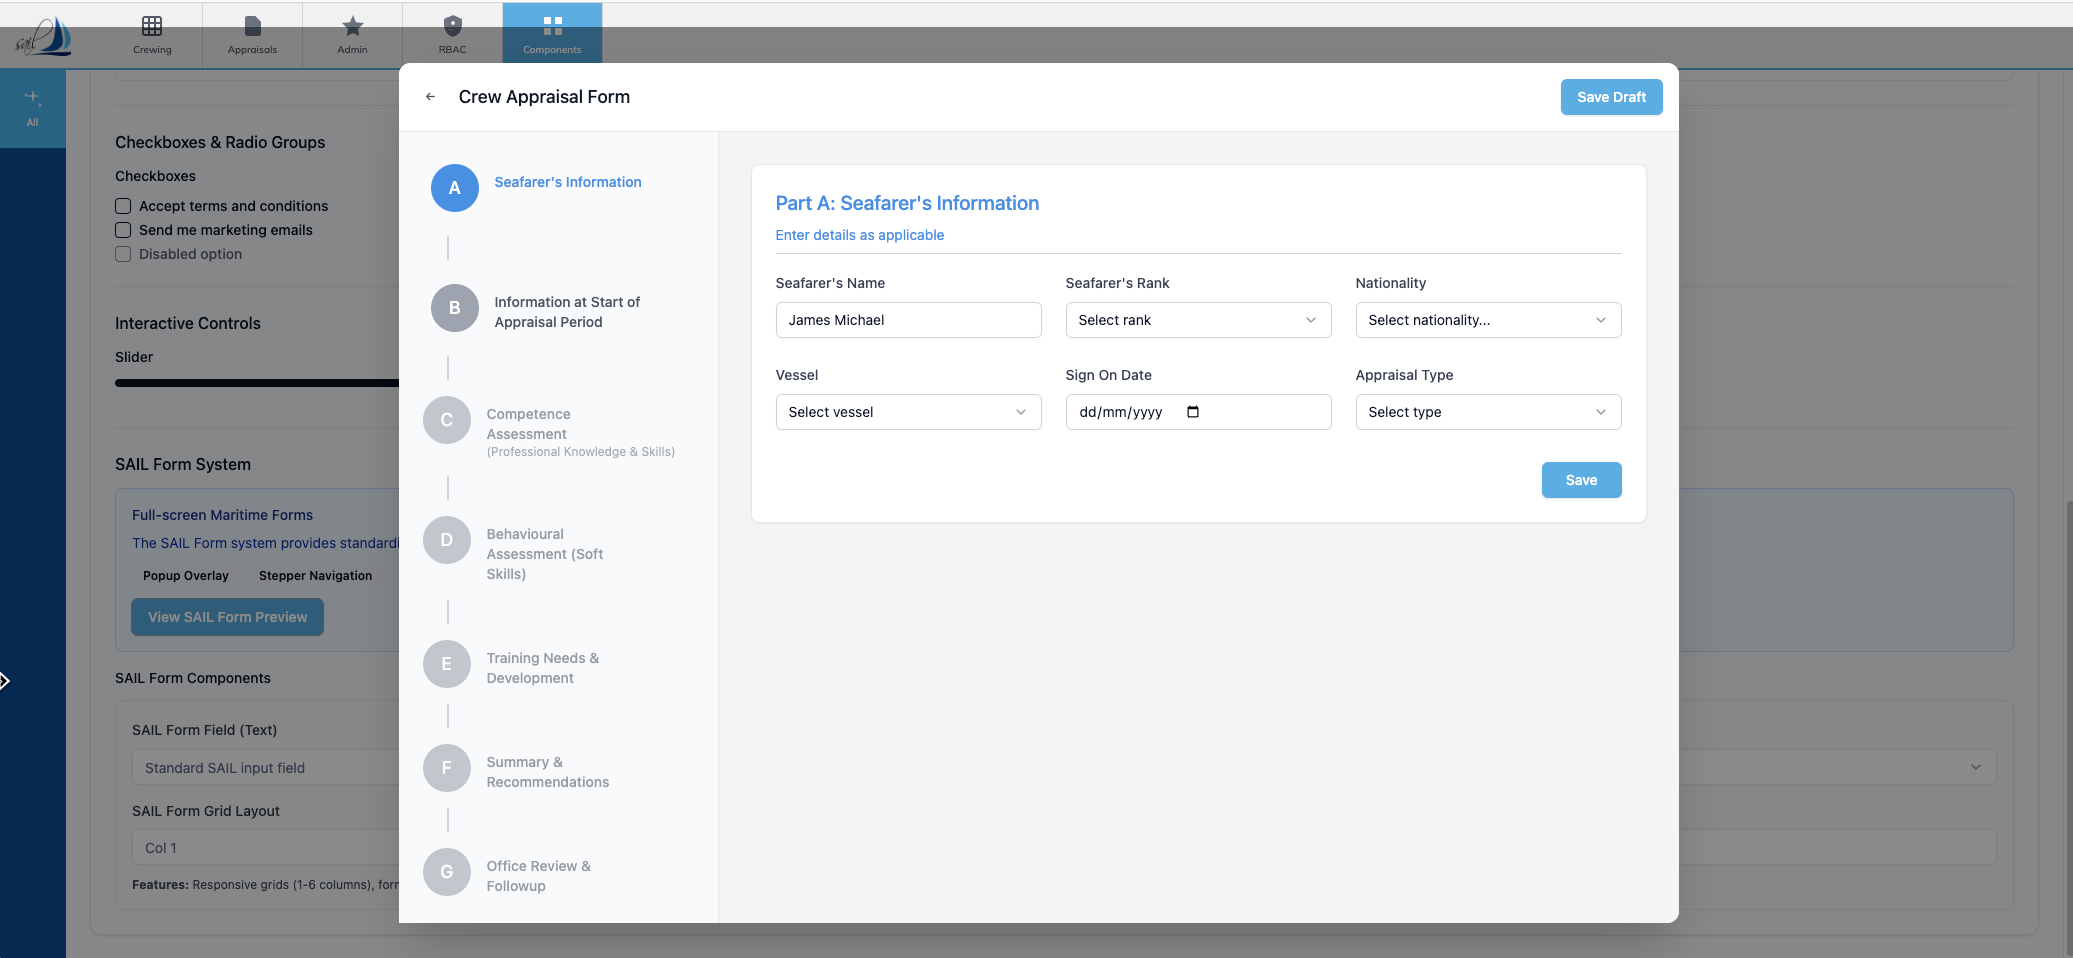 sail
Crewing
Appraisals
Admin
RBAC
Components
All
Checkboxes & Radio Groups
Checkboxes
Accept terms and conditions
Send me marketing emails
Disabled option
Interactive Controls
Slider
SAIL Form System
Full-screen Maritime Forms
The SAIL Form system provides standardi
Popup Overlay
Stepper Navigation
View SAIL Form Preview
SAIL Form Components
SAIL Form Field (Text)
Standard SAIL input field
SAIL Form Grid Layout
Col 1
Features: Responsive grids (1-6 columns), forn
Crew Appraisal Form
Save Draft
A
Seafarer's Information
B
Information at Start of
Appraisal Period
C
Competence
Assessment
(Professional Knowledge & Skills)
D
Behavioural
Assessment (Soft
Skills)
E
Training Needs &
Development
F
Summary &
Recommendations
G
Office Review &
Followup
Part A: Seafarer's Information
Enter details as applicable
Seafarer's Name
James Michael
Seafarer's Rank
Select rank
Nationality
Select nationality...
Vessel
Select vessel
Sign On Date
dd/mm/yyyy
Appraisal Type
Select type
Save